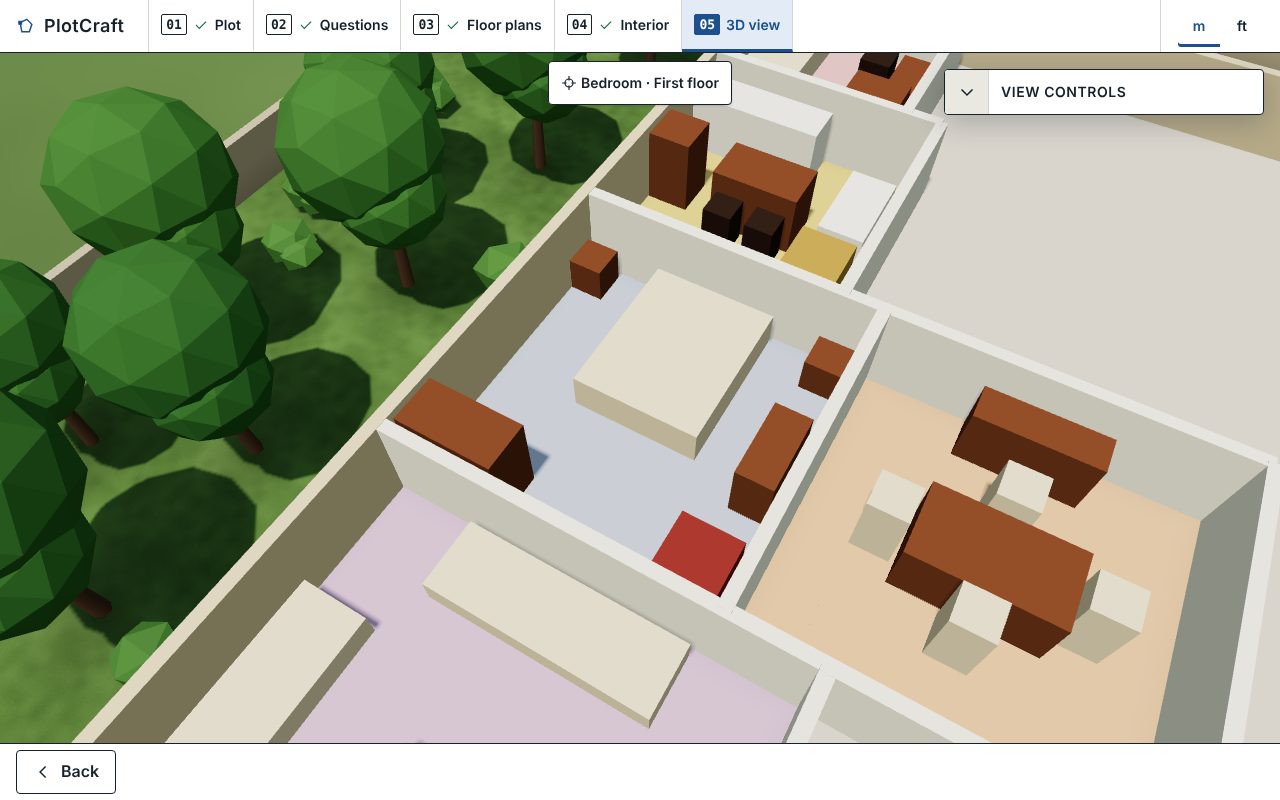 PlotCraft
01 Plot
02 Questions
03 Floor plans
04 Interior
05 3D view
m
ft
Bedroom · First floor
VIEW CONTROLS
Back